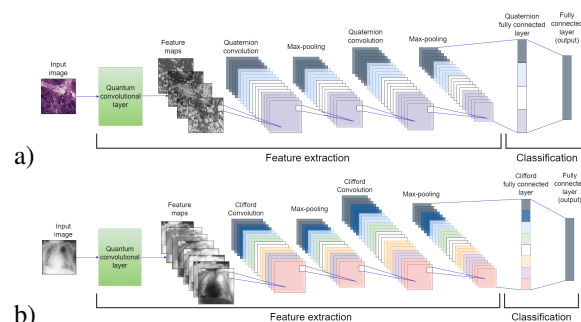 Input
image
Quantum
convolutional
layer
Feature
maps
Quaternion
convolution
Max-pooling
Quaternion
convolution
Max-pooling
Quaternion
fully connected
layer
Fully
connected
layer
(output)
Feature extraction
Classification
a)
Input
image
Quantum
convolutional
layer
Feature
maps
Clifford
Convolution
Max-pooling
Clifford
Convolution
Max-pooling
Clifford
fully connected
layer
Fully
connected
layer
(output)
Feature extraction
Classification
b)